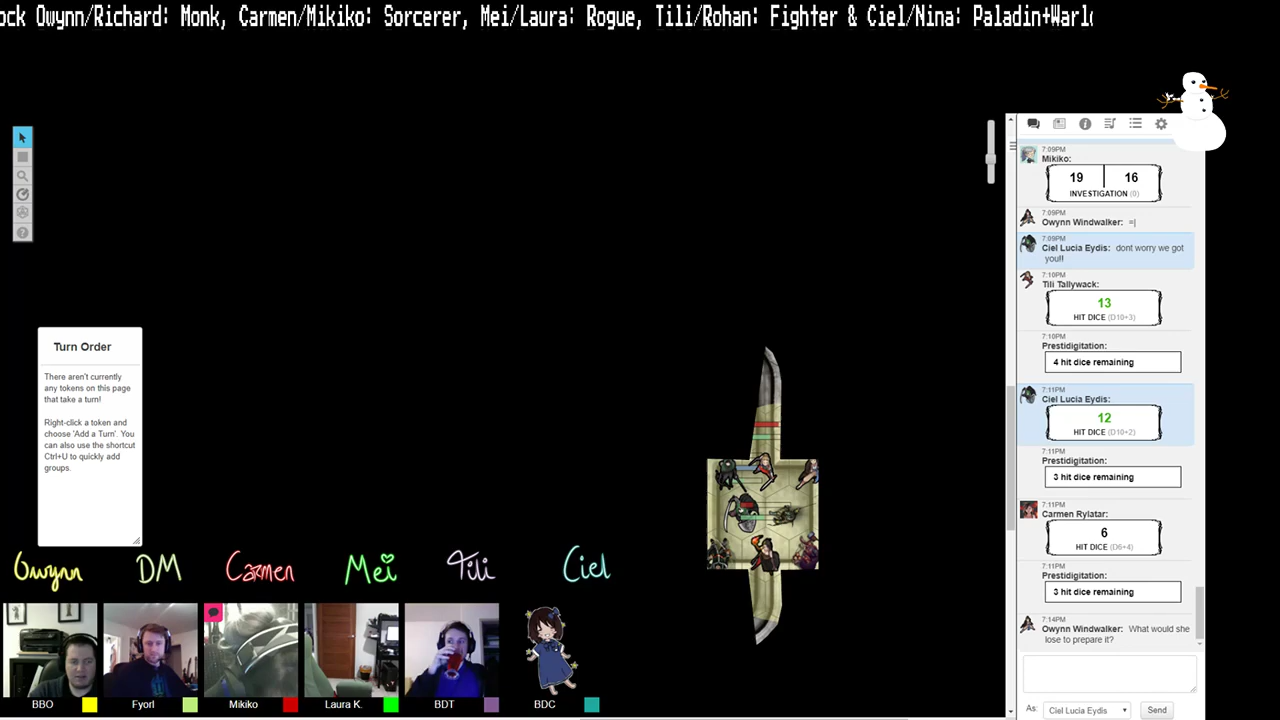 ock Owynn/Richard: Monk, Carmen/Mikiko: Sorcerer, Mei/Laura: Rogue, Tili/Rohan: Fighter & Ciel/Nina: Paladin+Warlo
7:09PM
Mikiko:
19 16
INVESTIGATION (0)
7:09PM
Owynn Windwalker: =|
7:09PM
Ciel Lucia Eydis: dont worry we got
you!!
7:10PM
Tili Tallywack:
13
HIT DICE (D10+3)
7:10PM
Prestidigitation:
4 hit dice remaining
7:11PM
Ciel Lucia Eydis:
12
HIT DICE (D10+2)
7:11PM
Prestidigitation:
3 hit dice remaining
7:11PM
Carmen Rylatar:
6
HIT DICE (D6+4)
7:11PM
Prestidigitation:
3 hit dice remaining
7:14PM
Owynn Windwalker: What would she
lose to prepare it?
As: Ciel Lucia Eydis Send
Turn Order
There aren't currently
any tokens on this page
that take a turn!
Right-click a token and
choose 'Add a Turn'. You
can also use the shortcut
Ctrl+U to quickly add
groups.
Owynn DM Carmen Mei Tili Ciel
BBO Fyorl Mikiko Laura K. BDT BDC